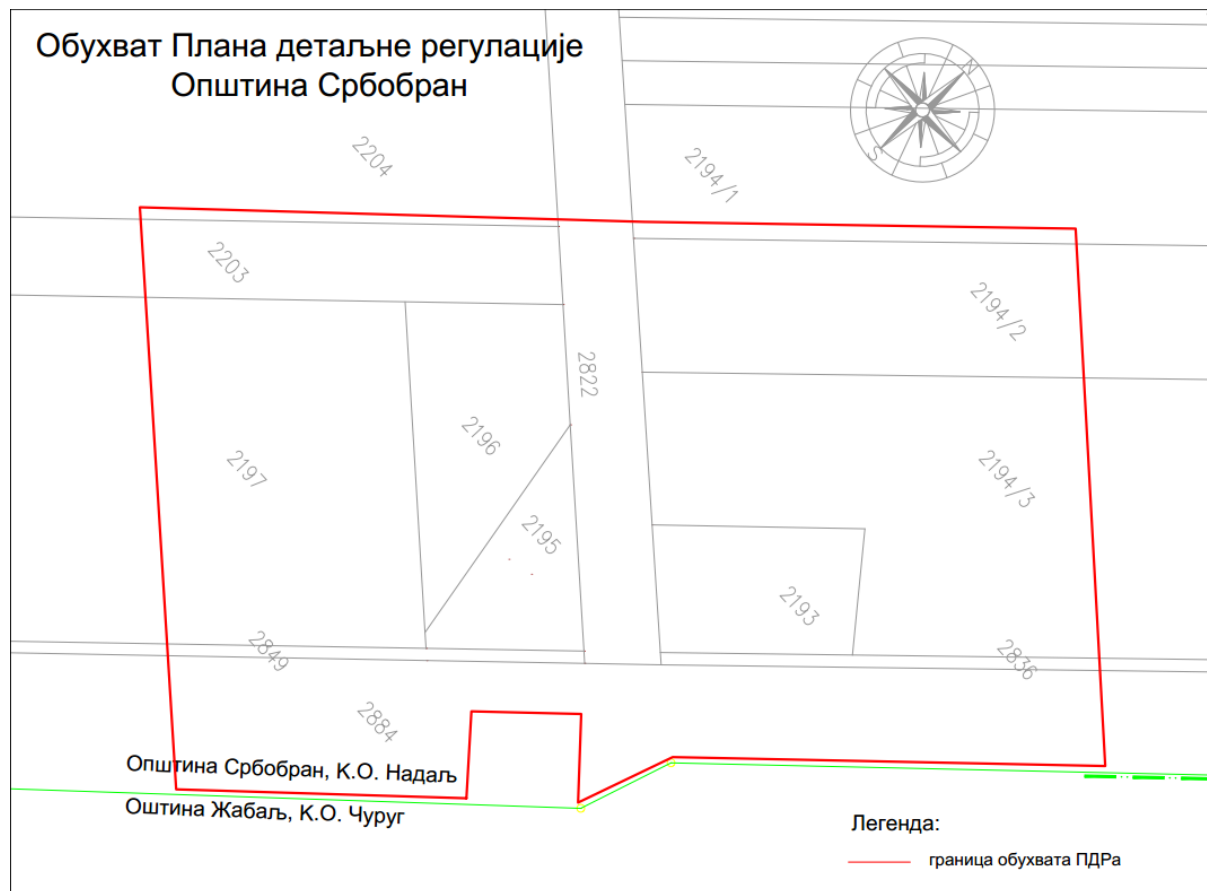 Обухват Плана детаљне регулације
Општина Србобран
N
S
2204
2194/1
2203
2194/2
2822
2196
2197
2194/3
2195
2193
2849
2836
2884
Општина Србобран, К.О. Надаљ
Оштина Жабаљ, К.О. Чуруг
Легенда:
граница обухвата ПДРа